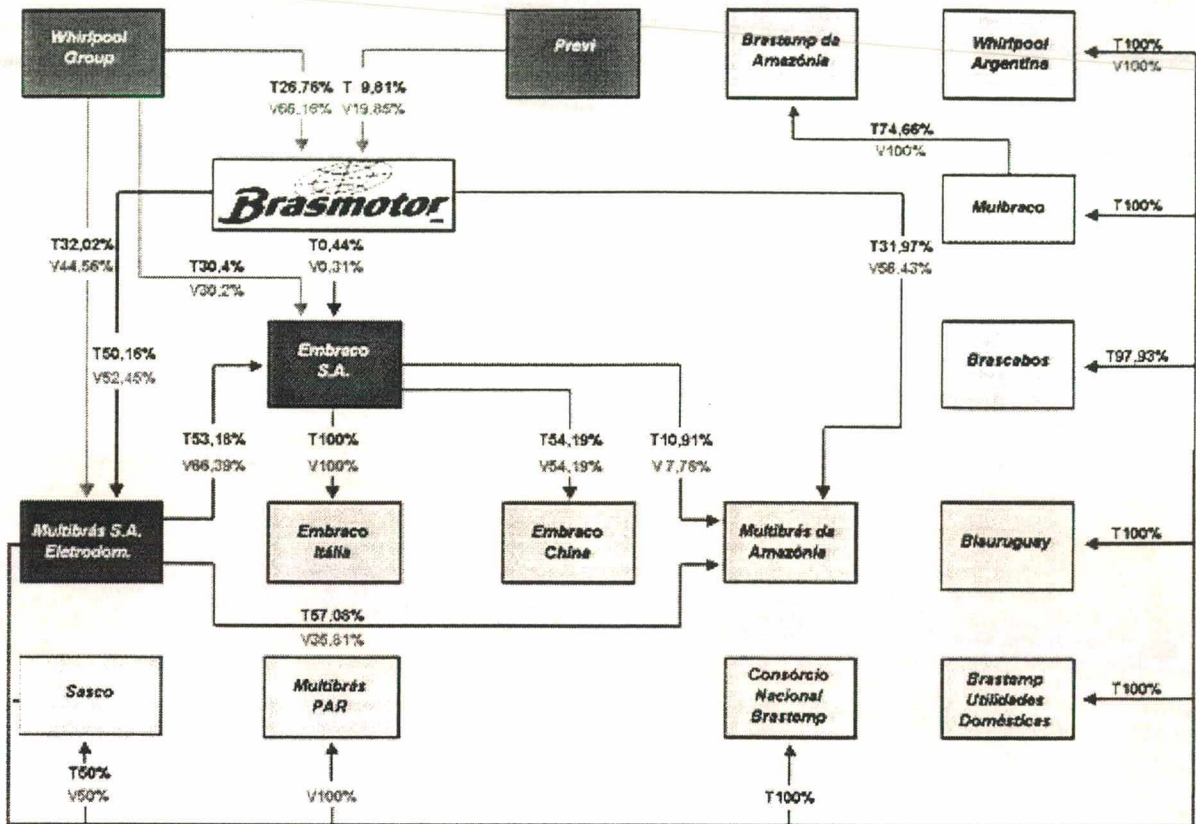 Whirlpool
Group
Previ
Brastemp da
Amazônia
Whirlpool
Argentina
T100%
V100%
T26,76%
V66,16%
T 9,81%
V19,85%
T74,66%
V100%
Brasmotor
Mulbraco
T100%
T32,02%
V44,56%
T30,4%
V30,2%
T0,44%
V0,31%
T31,97%
V56,43%
T50,16%
V52,45%
Embraco
S.A.
Brascabos
T97,93%
T53,18%
V66,39%
T100%
V100%
T54,19%
V54,19%
T10,91%
V 7,76%
Multibrás S.A.
Eletrodom.
Embraco
Itália
Embraco
China
Multibrás da
Amazônia
Blauruguay
T100%
T57,08%
V35,81%
Sasco
Multibrás
PAR
Consórcio
Nacional
Brastemp
Brastemp
Utilidades
Domésticas
T100%
T50%
V50%
V100%
T100%